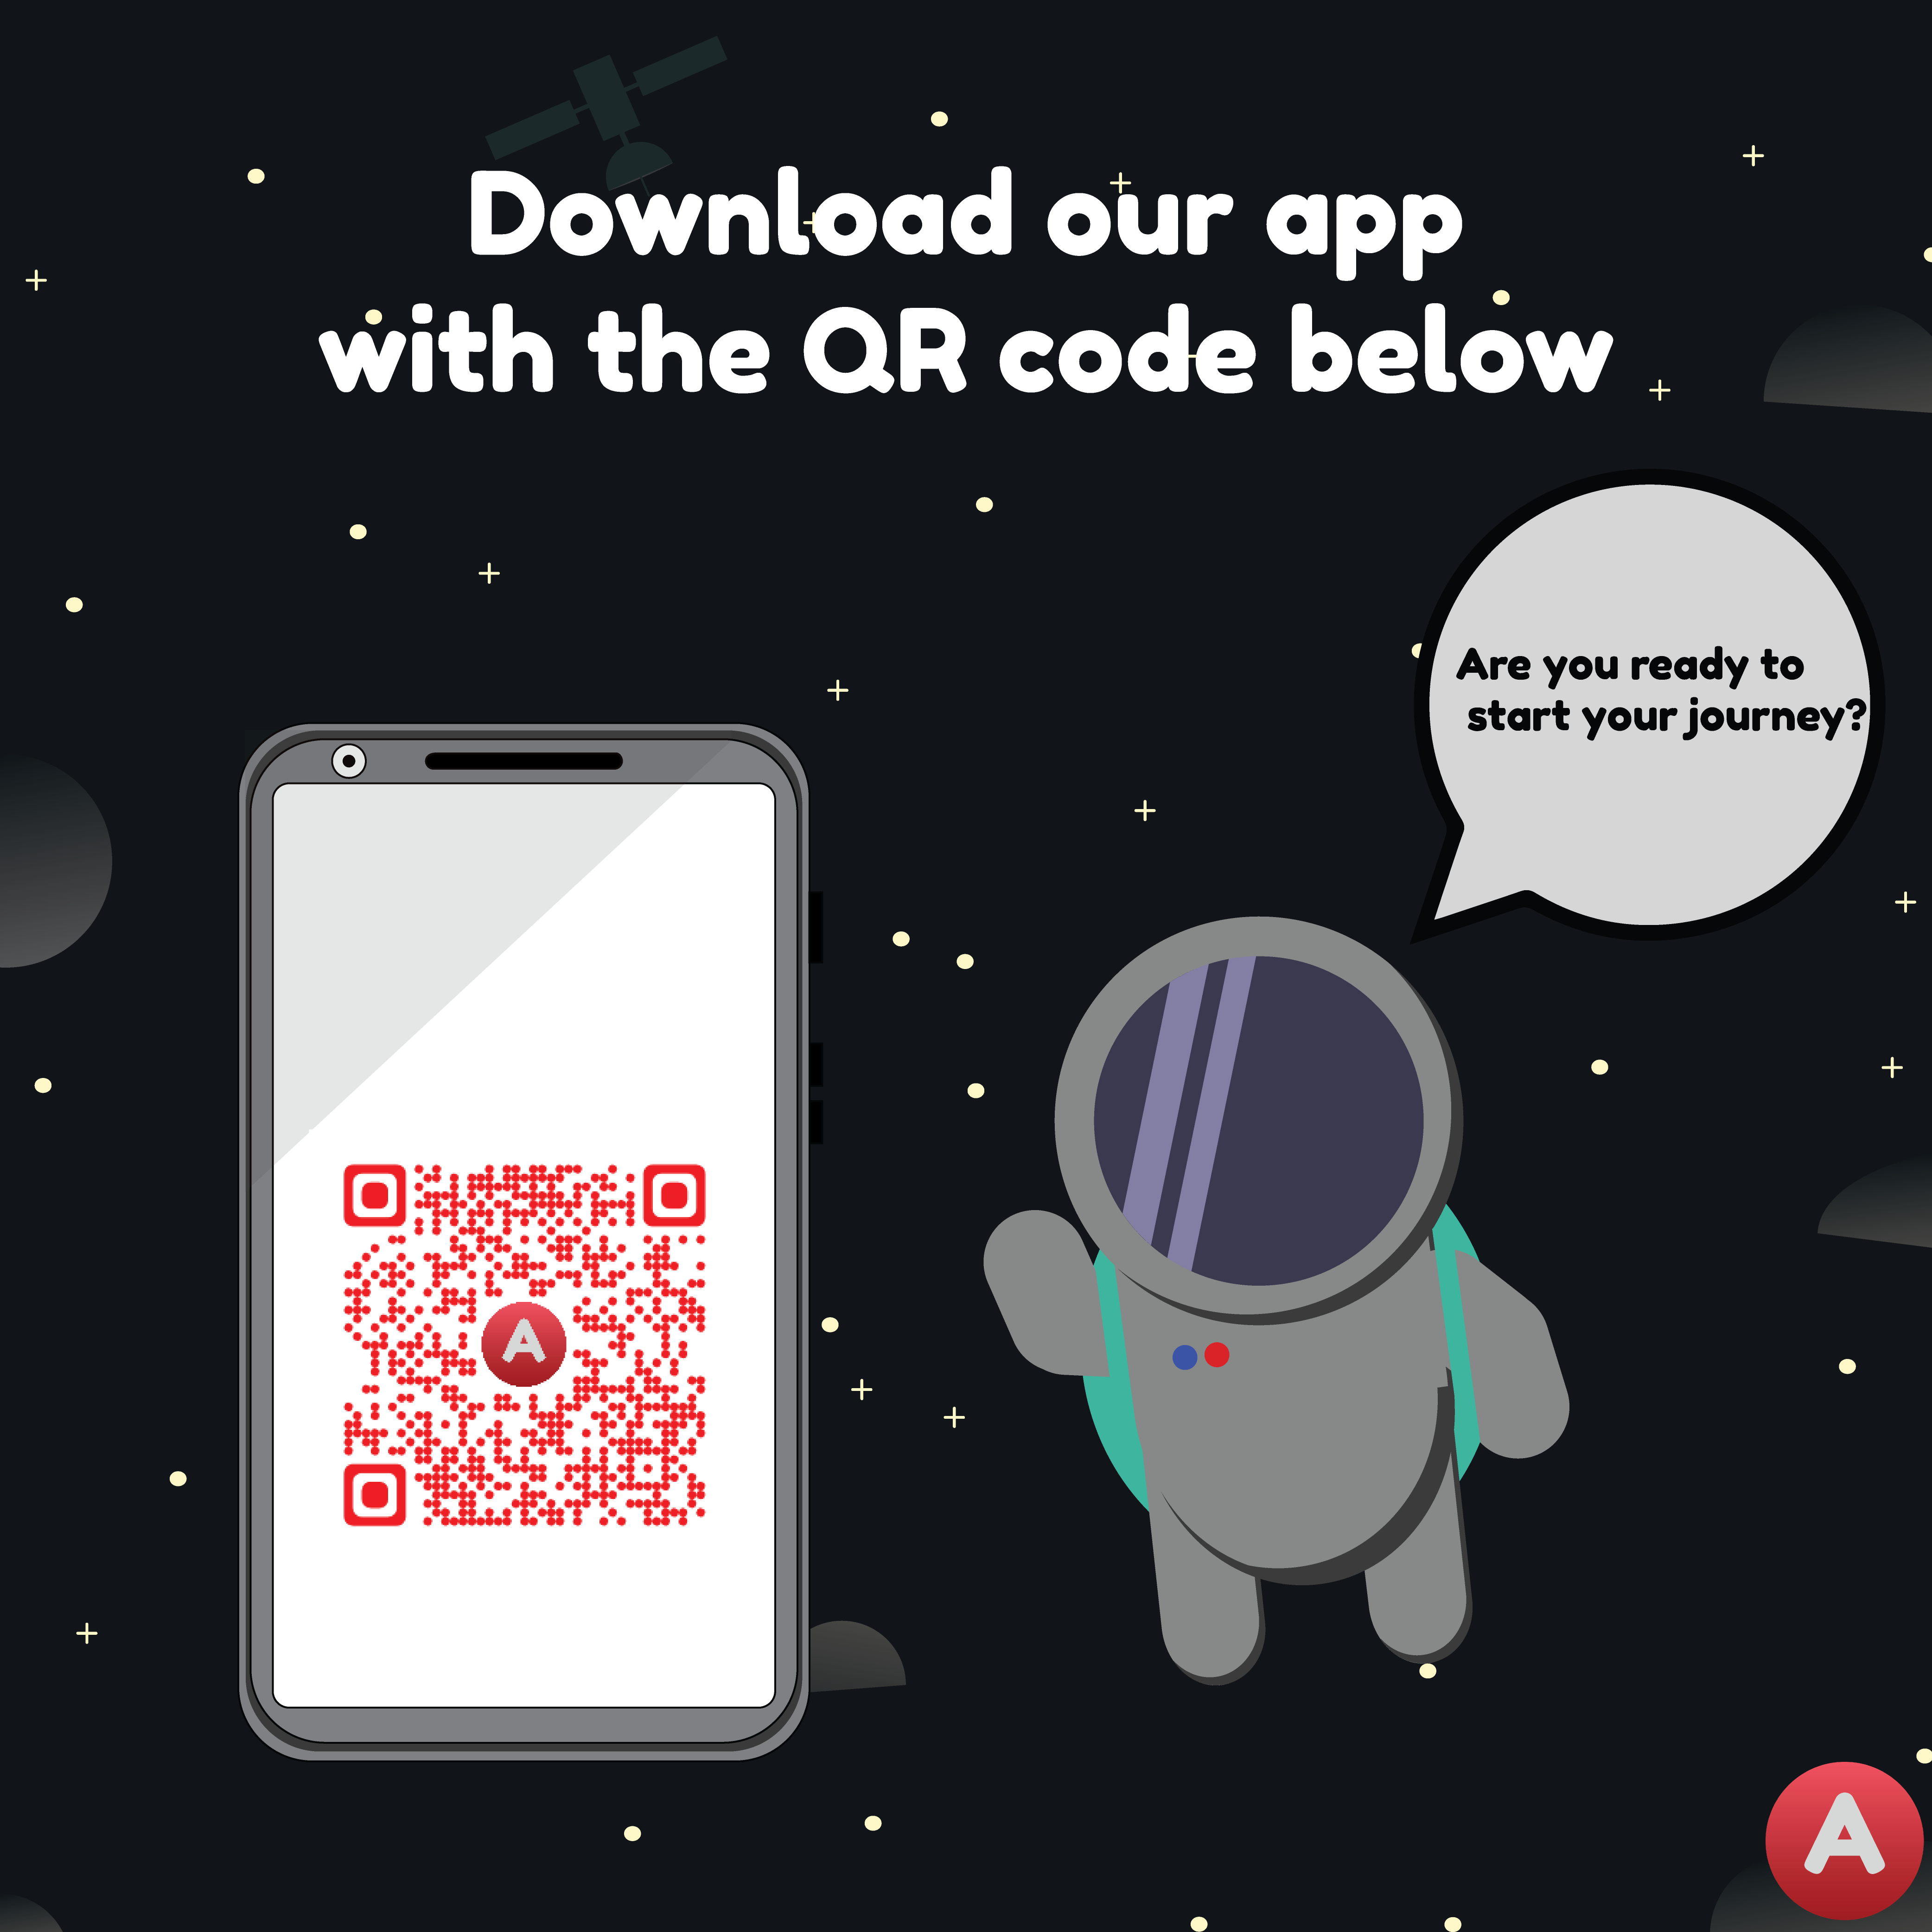 Download our app
with the QR code below
Are you ready to
start your journey?
A
A